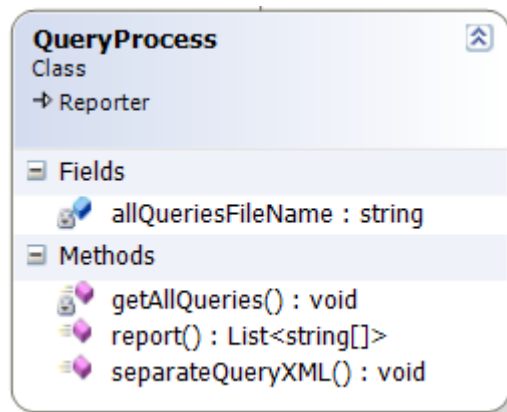 QueryProcess
Class
Reporter
Fields
allQueriesFileName : string
Methods
getAllQueries() : void
report() : List<string[]>
separateQueryXML() : void